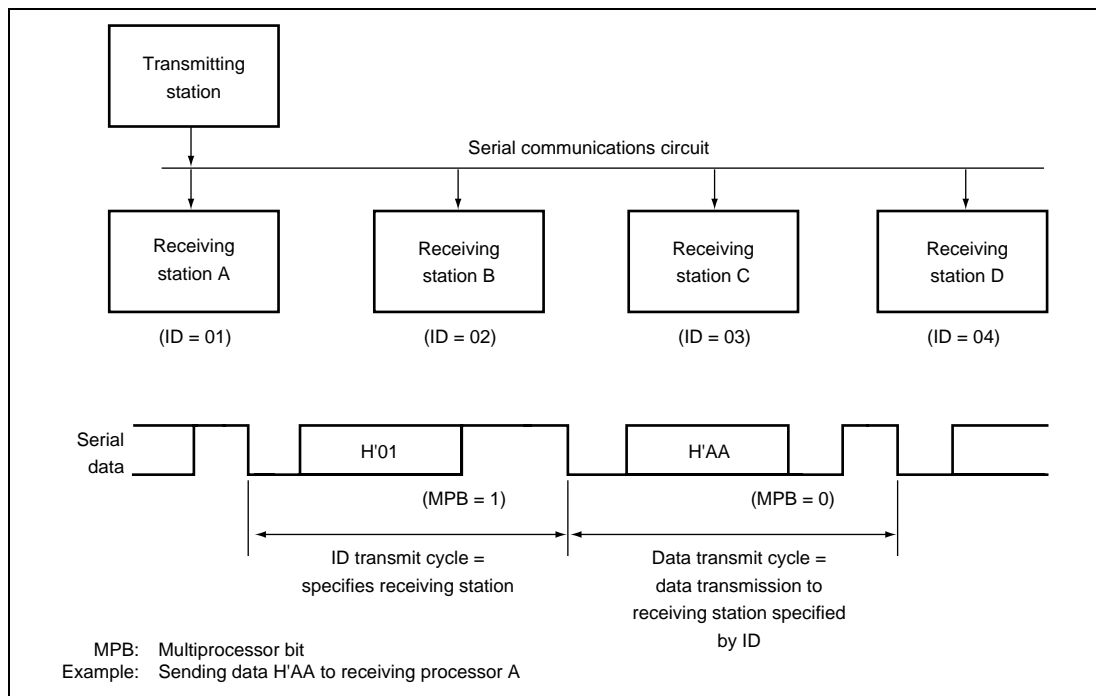 Transmitting
station
Serial communications circuit
Receiving
station A
Receiving
station B
Receiving
station C
Receiving
station D
(ID = 01)
(ID = 02)
(ID = 03)
(ID = 04)
Serial
data
H'01
H'AA
(MPB = 1)
(MPB = 0)
ID transmit cycle =
specifies receiving station
Data transmit cycle =
data transmission to
receiving station specified
by ID
MPB: Multiprocessor bit
Example: Sending data H'AA to receiving processor A